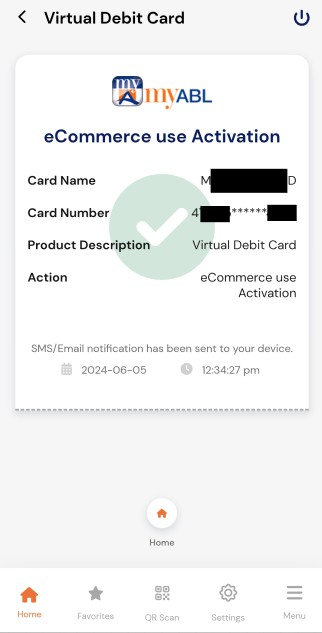 Virtual Debit Card
my
myABL
eCommerce use Activation
Card Name M D
Card Number 4 ******
Product Description Virtual Debit Card
Action eCommerce use
Activation
SMS/Email notification has been sent to your device.
2024-06-05 12:34:27 pm
Home
Home Favorites QR Scan Settings Menu